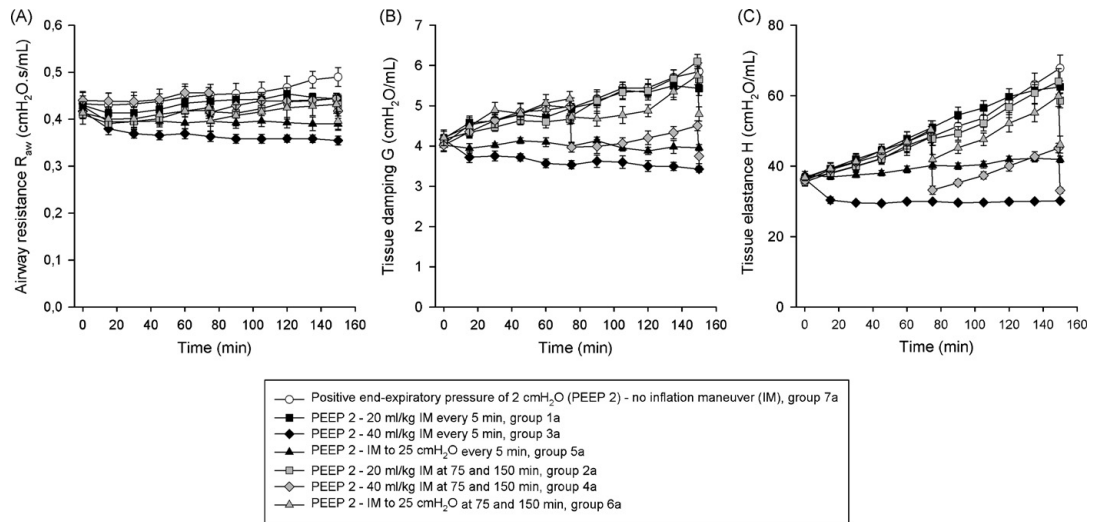 (A)
0,6
0,5
0,4
0,3
0,2
0,1
0,0
Airway resistance Raw (cmH2O.s/mL)
0 20 40 60 80 100 120 140 160
Time (min)
(B)
7
6
5
4
3
2
1
0
Tissue damping G (cmH2O/mL)
0 20 40 60 80 100 120 140 160
Time (min)
(C)
80
60
40
20
0
Tissue elastance H (cmH2O/mL)
0 20 40 60 80 100 120 140 160
Time (min)
Positive end-expiratory pressure of 2 cmH2O (PEEP 2) - no inflation maneuver (IM), group 7a
PEEP 2 - 20 ml/kg IM every 5 min, group 1a
PEEP 2 - 40 ml/kg IM every 5 min, group 3a
PEEP 2 - IM to 25 cmH2O every 5 min, group 5a
PEEP 2 - 20 ml/kg IM at 75 and 150 min, group 2a
PEEP 2 - 40 ml/kg IM at 75 and 150 min, group 4a
PEEP 2 - IM to 25 cmH2O at 75 and 150 min, group 6a